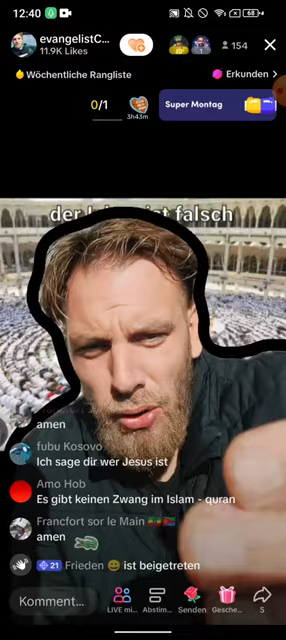 12:40
68
evangelistC...
11.9K Likes
154
Wöchentliche Rangliste
Erkunden
0/1
3h43m
Super Montag
ist falsch
amen
fubu Kosovo
Ich sage dir wer Jesus ist
Amo Hob
Es gibt keinen Zwang im Islam - quran
Francfort sor le Main
amen
21 Frieden 😄 ist beigetreten
Komment...
LIVE mi...
Abstim...
Senden
Gesche...
5